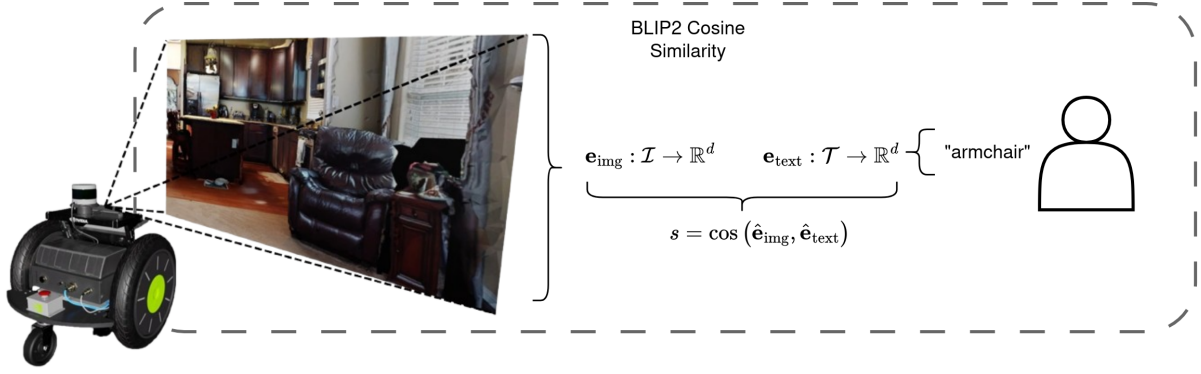 BLIP2 Cosine
Similarity
e_img : ℐ → ℝ^d
e_text : 𝒯 → ℝ^d
"armchair"
s = cos (ê_img, ê_text)